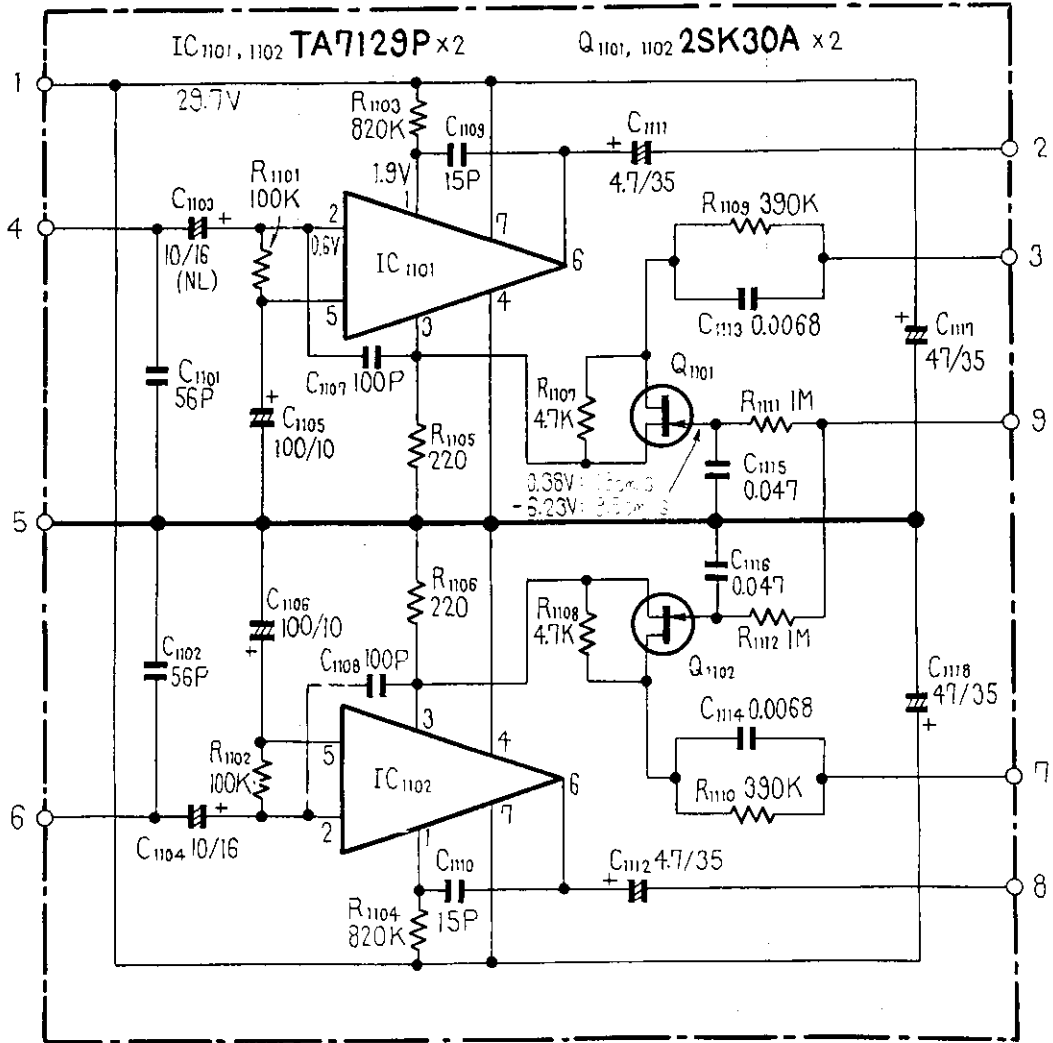 IC1101, 1102 TA7129P ×2
Q1101, 1102 2SK30A ×2
1
29.7V
R1103
820K
C1109
15P
C1111
4.7/35
2
1.9V
1
R1101
100K
C1103
10/16
(NL)
4
2
0.6V
7
IC1101
6
5
4
3
R1109 390K
3
C1113 0.0068
C1117
47/35
C1107 100P
C1101
56P
C1105
100/10
R1105
220
R1107
4.7K
Q1101
R1111 1M
9
C1115
0.047
0.36V
-6.23V
5
C1116
0.047
R1106
220
C1106
100/10
C1102
56P
R1108
4.7K
R1112 1M
Q1102
C1108 100P
C1118
47/35
C1114 0.0068
3
4
5
R1102
100K
IC1102
6
7
R1110 390K
7
6
2
1
C1104 10/16
C1110
15P
C1112 4.7/35
8
R1104
820K